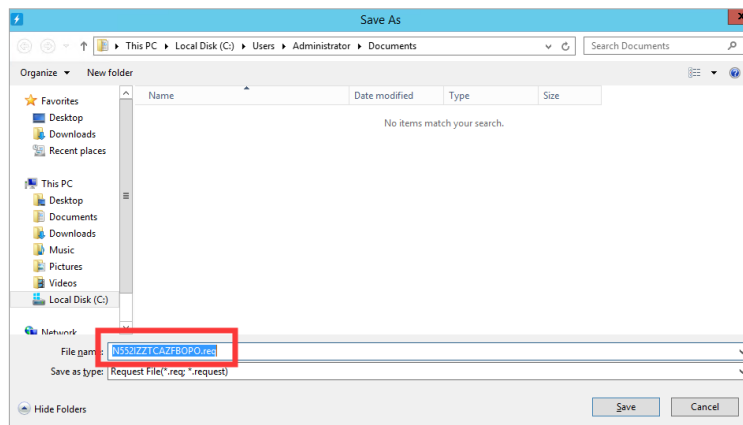 Save As
This PC Local Disk (C:) Users Administrator Documents Search Documents
Organize New folder
Name Date modified Type Size
No items match your search.
Favorites
Desktop
Downloads
Recent places
This PC
Desktop
Documents
Downloads
Music
Pictures
Videos
Local Disk (C:)
Network
File name: N552IZZTCAZFBOPO.req
Save as type: Request File(*.req; *.request)
Hide Folders Save Cancel